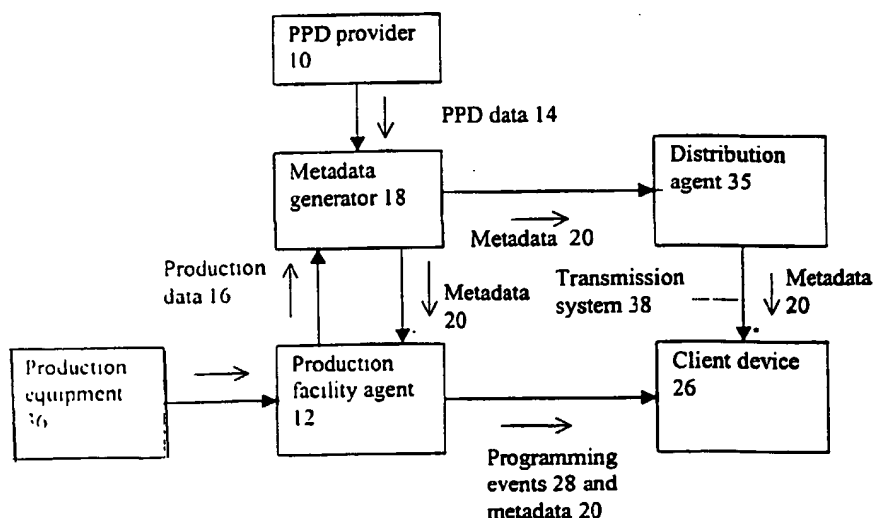 PPD provider
10
PPD data 14
Metadata
generator 18
Distribution
agent 35
Metadata 20
Production
data 16
Metadata
20
Transmission
system 38
Metadata
20
Production
equipment
36
Production
facility agent
12
Client device
26
Programming
events 28 and
metadata 20